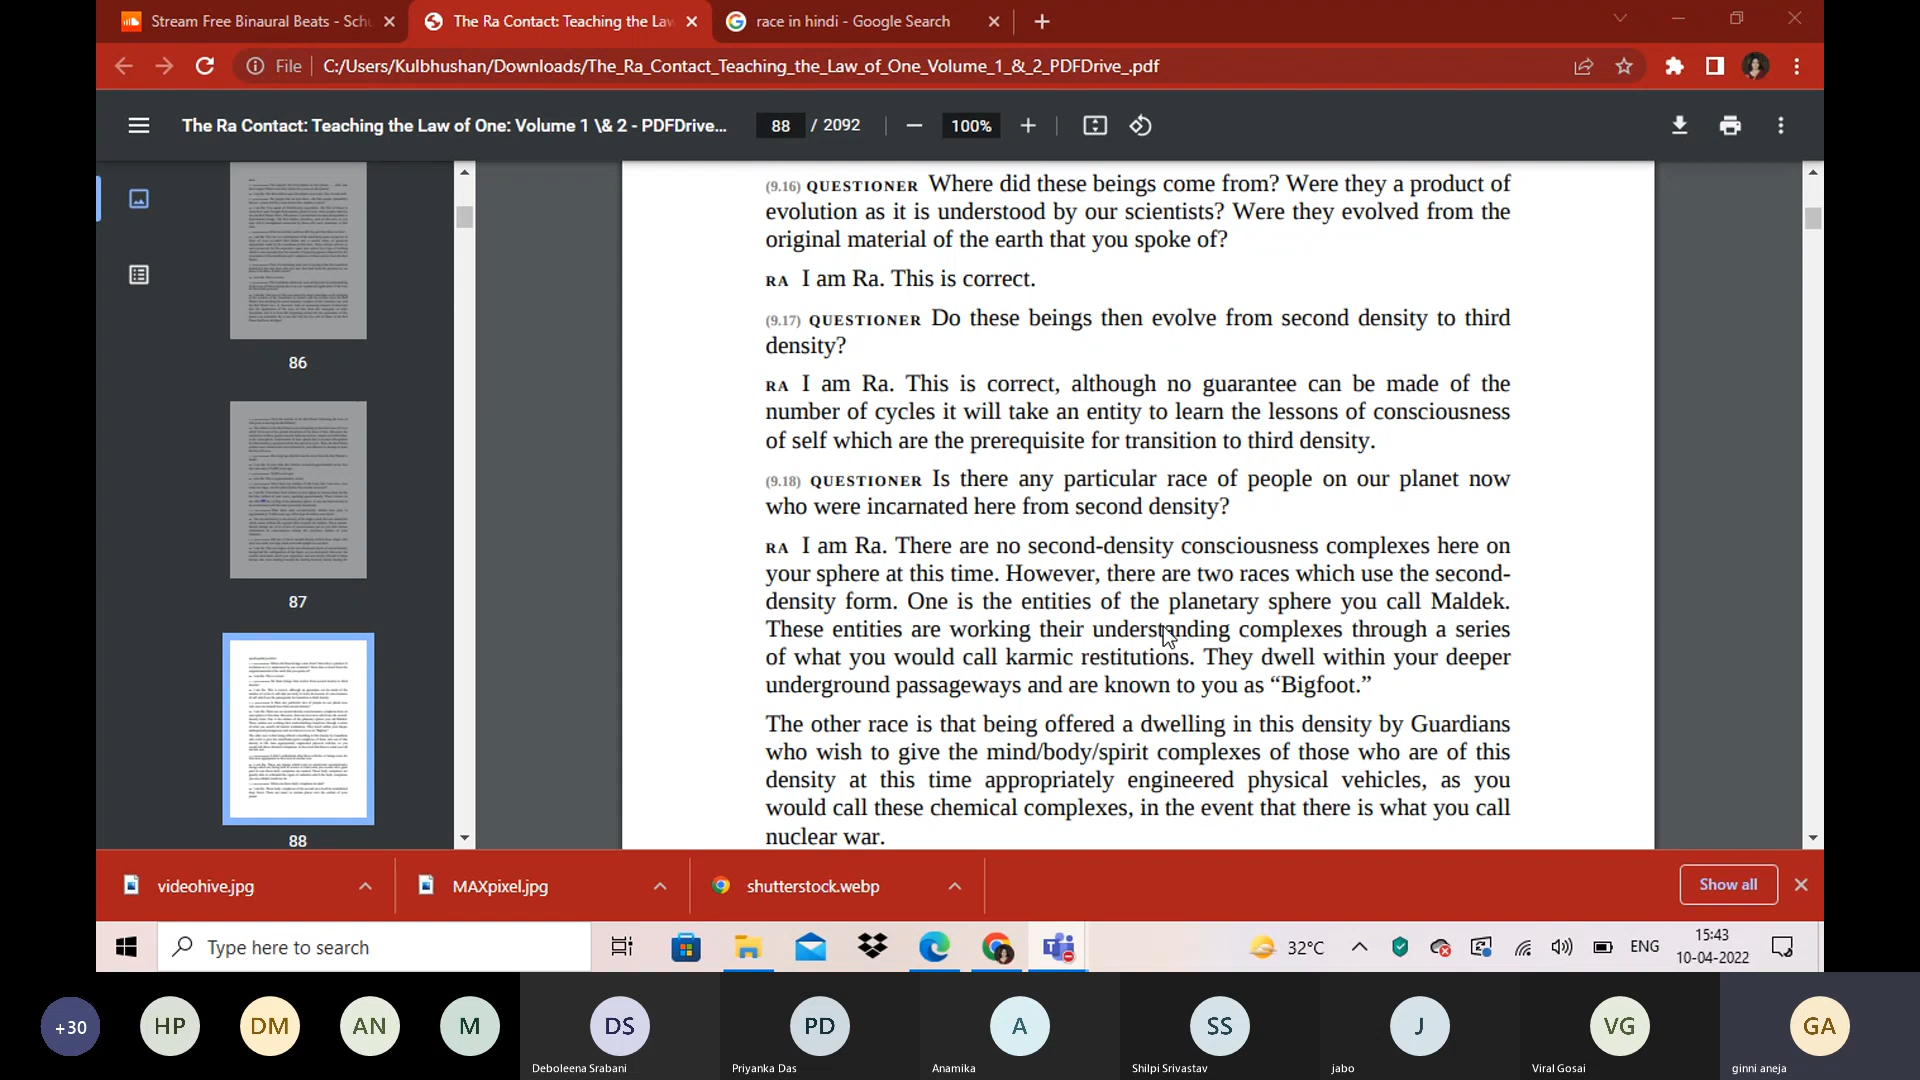 Stream Free Binaural Beats - Sch
The Ra Contact: Teaching the Law
race in hindi - Google Search
File
C:/Users/Kulbhushan/Downloads/The_Ra_Contact_Teaching_the_Law_of_One_Volume_1_&_2_PDFDrive_.pdf
The Ra Contact: Teaching the Law of One: Volume 1 \& 2 - PDFDrive...
88 / 2092
100%
86
87
88
(9.16) QUESTIONER Where did these beings come from? Were they a product of
evolution as it is understood by our scientists? Were they evolved from the
original material of the earth that you spoke of?
RA I am Ra. This is correct.
(9.17) QUESTIONER Do these beings then evolve from second density to third
density?
RA I am Ra. This is correct, although no guarantee can be made of the
number of cycles it will take an entity to learn the lessons of consciousness
of self which are the prerequisite for transition to third density.
(9.18) QUESTIONER Is there any particular race of people on our planet now
who were incarnated here from second density?
RA I am Ra. There are no second-density consciousness complexes here on
your sphere at this time. However, there are two races which use the second-
density form. One is the entities of the planetary sphere you call Maldek.
These entities are working their understanding complexes through a series
of what you would call karmic restitutions. They dwell within your deeper
underground passageways and are known to you as “Bigfoot.”
The other race is that being offered a dwelling in this density by Guardians
who wish to give the mind/body/spirit complexes of those who are of this
density at this time appropriately engineered physical vehicles, as you
would call these chemical complexes, in the event that there is what you call
nuclear war.
videohive.jpg
MAXpixel.jpg
shutterstock.webp
Show all
Type here to search
32°C
ENG
15:43
10-04-2022
+30
HP
DM
AN
M
DS
PD
A
SS
J
VG
GA
Deboleena Srabani
Priyanka Das
Anamika
Shilpi Srivastav
jabo
Viral Gosai
ginni aneja